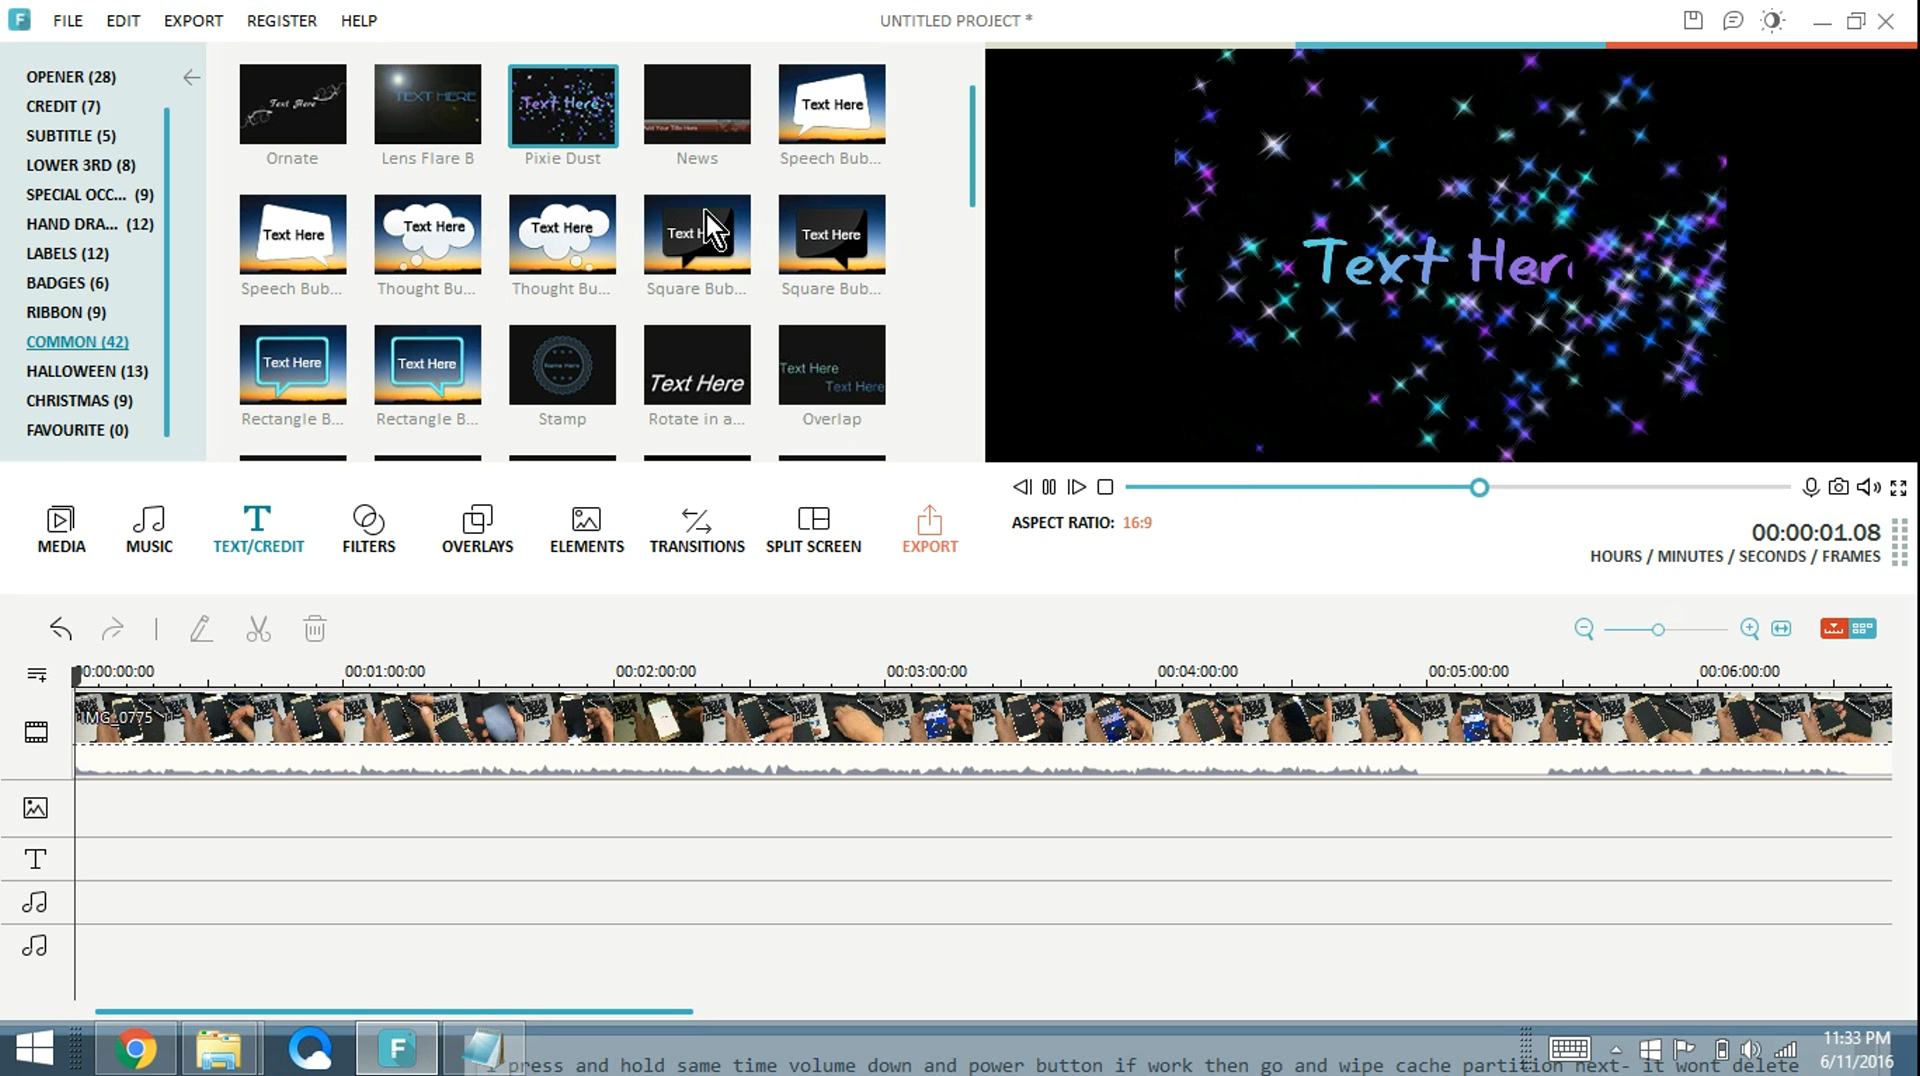 F FILE EDIT EXPORT REGISTER HELP UNTITLED PROJECT *
OPENER (28)
CREDIT (7)
SUBTITLE (5)
LOWER 3RD (8)
SPECIAL OCC... (9)
HAND DRA... (12)
LABELS (12)
BADGES (6)
RIBBON (9)
COMMON (42)
HALLOWEEN (13)
CHRISTMAS (9)
FAVOURITE (0)
Text Here TEXT HERE Text Here Add Your Title Here Text Here
Ornate Lens Flare B Pixie Dust News Speech Bub...
Text Here Text Here Text Here Text H Text Here
Speech Bub... Thought Bu... Thought Bu... Square Bub... Square Bub...
Text Here Text Here Name Here Text Here Text Here
Text Here
Rectangle B... Rectangle B... Stamp Rotate in a... Overlap
Text Her
ASPECT RATIO: 16:9
00:00:01.08
HOURS / MINUTES / SECONDS / FRAMES
MEDIA MUSIC TEXT/CREDIT FILTERS OVERLAYS ELEMENTS TRANSITIONS SPLIT SCREEN EXPORT
00:00:00:00 00:01:00:00 00:02:00:00 00:03:00:00 00:04:00:00 00:05:00:00 00:06:00:00
IMG_0775
T
F
11:33 PM
6/11/2016
press and hold same time volume down and power button if work then go and wipe cache partition next- it wont delete